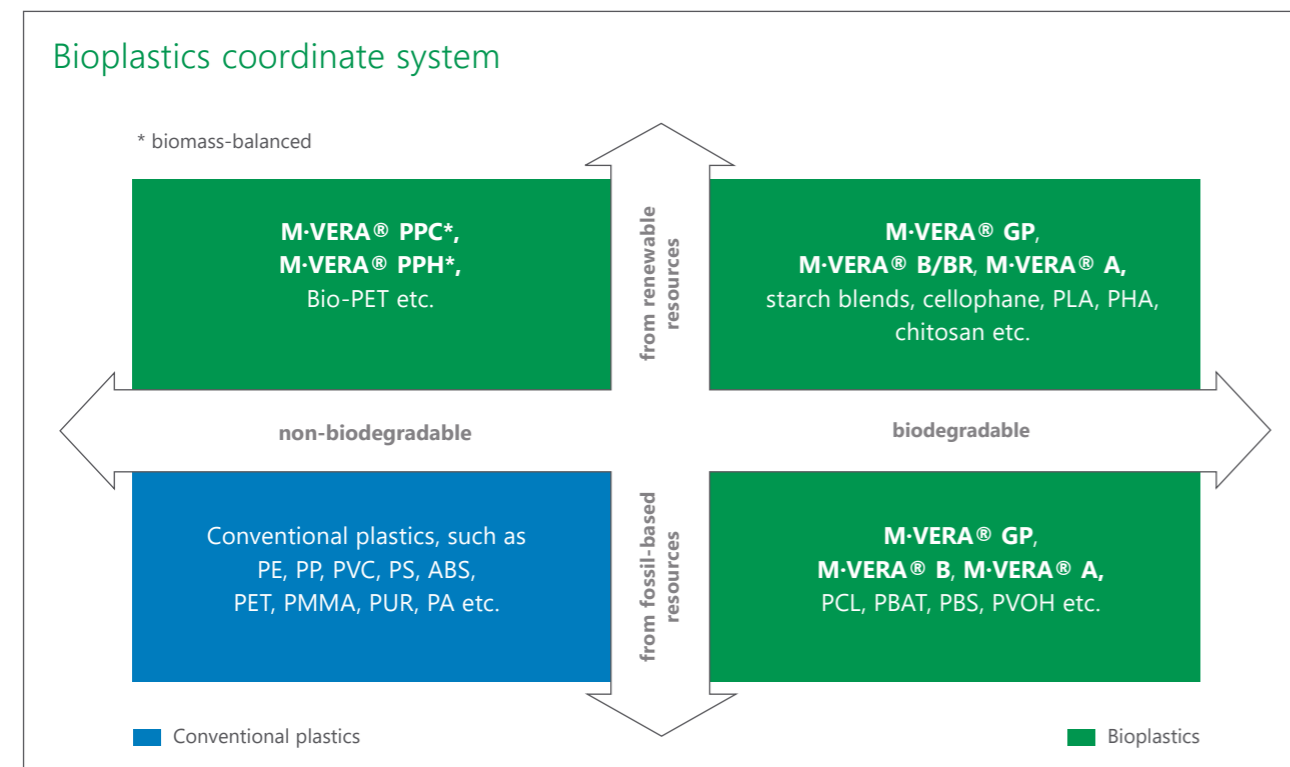 Bioplastics coordinate system
* biomass-balanced
M·VERA® PPC*,
M·VERA® PPH*,
Bio-PET etc.
from renewable
resources
M·VERA® GP,
M·VERA® B/BR, M·VERA® A,
starch blends, cellophane, PLA, PHA,
chitosan etc.
non-biodegradable
biodegradable
Conventional plastics, such as
PE, PP, PVC, PS, ABS,
PET, PMMA, PUR, PA etc.
from fossil-based
resources
M·VERA® GP,
M·VERA® B, M·VERA® A,
PCL, PBAT, PBS, PVOH etc.
Conventional plastics
Bioplastics